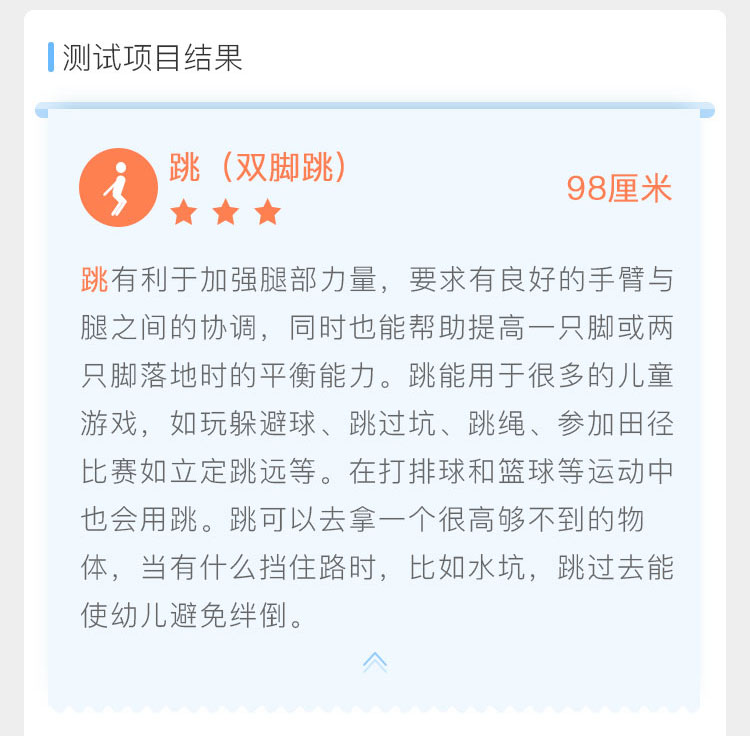 测试项目结果
跳（双脚跳）
98厘米
跳有利于加强腿部力量，要求有良好的手臂与
腿之间的协调，同时也能帮助提高一只脚或两
只脚落地时的平衡能力。跳能用于很多的儿童
游戏，如玩躲避球、跳过坑、跳绳、参加田径
比赛如立定跳远等。在打排球和篮球等运动中
也会用跳。跳可以去拿一个很高够不到的物
体，当有什么挡住路时，比如水坑，跳过去能
使幼儿避免绊倒。